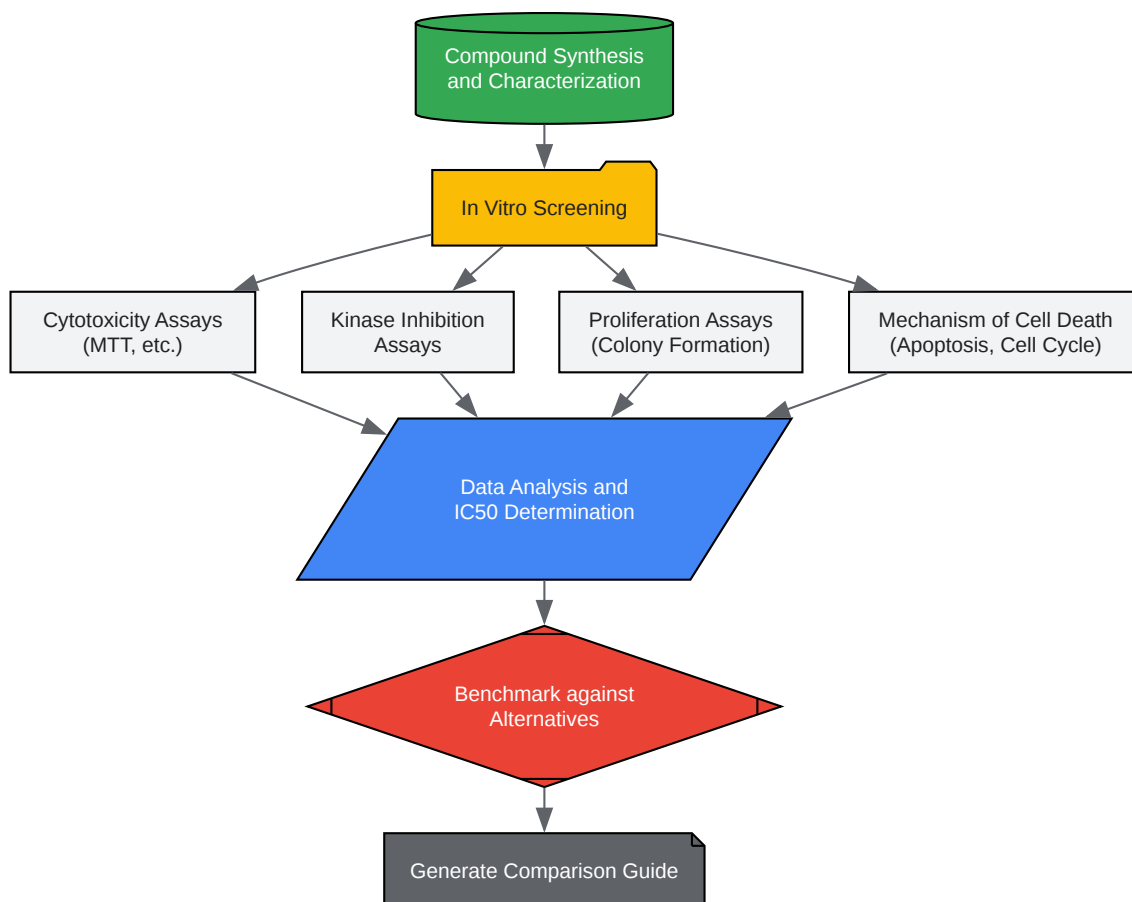 Compound Synthesis
and Characterization
In Vitro Screening
Cytotoxicity Assays
(MTT, etc.)
Kinase Inhibition
Assays
Proliferation Assays
(Colony Formation)
Mechanism of Cell Death
(Apoptosis, Cell Cycle)
Data Analysis and
IC50 Determination
Benchmark against
Alternatives
Generate Comparison Guide